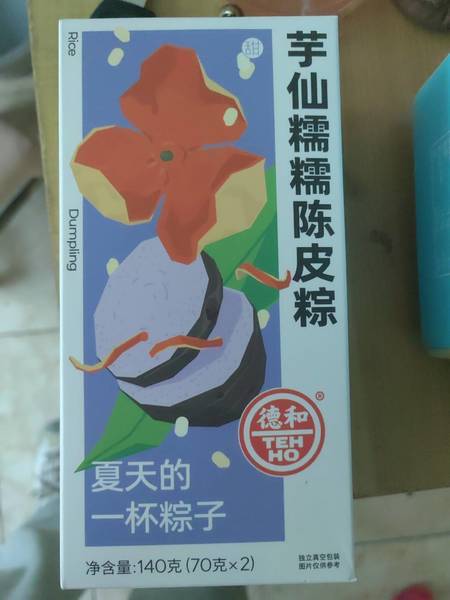 Rice Dumpling
甜
芋仙糯糯陈皮粽
德和®
TEH
HO
夏天的
一杯粽子
净含量:140克(70克×2)
独立真空包装
图片仅供参考